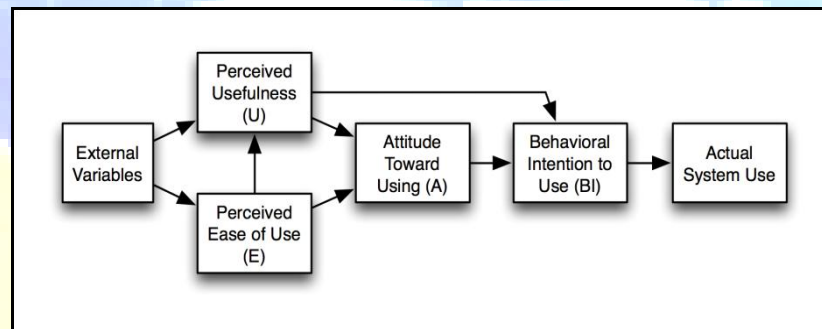 External
Variables
Perceived
Usefulness
(U)
Perceived
Ease of Use
(E)
Attitude
Toward
Using (A)
Behavioral
Intention to
Use (BI)
Actual
System Use